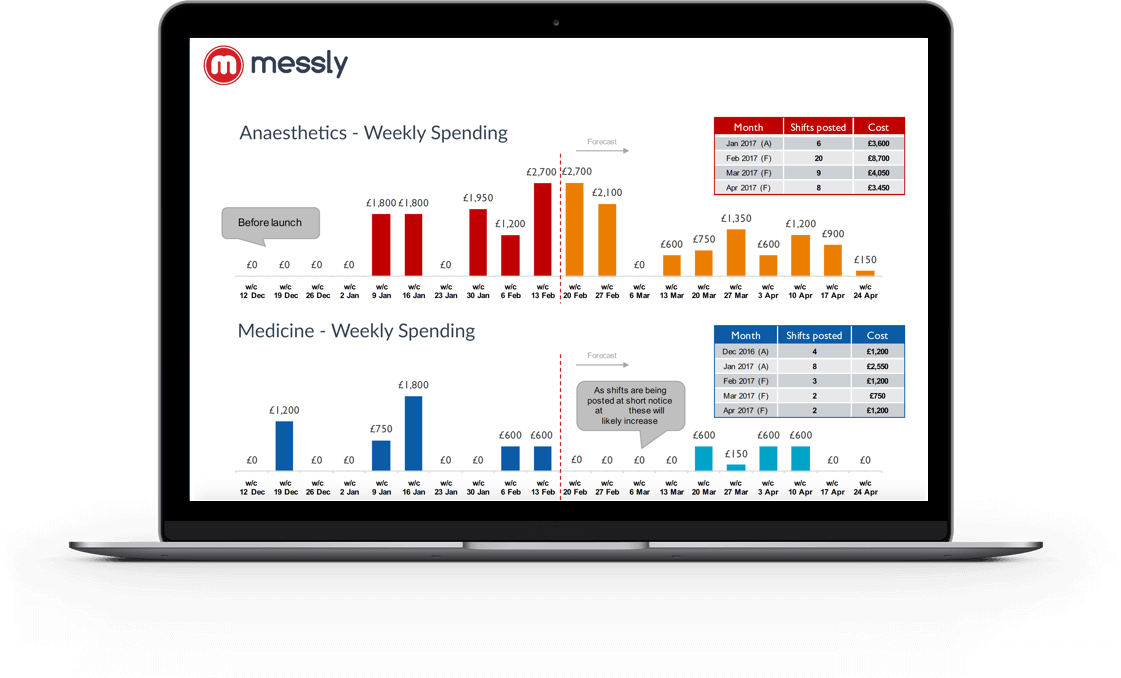 m messly
Anaesthetics - Weekly Spending
Forecast
Before launch
£0 £0 £0 £0 £1,800 £1,800 £0 £1,950 £1,200 £2,700 £2,700 £2,100 £0 £600 £750 £1,350 £600 £1,200 £900 £150
w/c w/c w/c w/c w/c w/c w/c w/c w/c w/c w/c w/c w/c w/c w/c w/c w/c w/c w/c w/c
12 Dec 19 Dec 26 Dec 2 Jan 9 Jan 16 Jan 23 Jan 30 Jan 6 Feb 13 Feb 20 Feb 27 Feb 6 Mar 13 Mar 20 Mar 27 Mar 3 Apr 10 Apr 17 Apr 24 Apr
Month Shifts posted Cost
Jan 2017 (A) 6 £3,600
Feb 2017 (F) 20 £8,700
Mar 2017 (F) 9 £4,050
Apr 2017 (F) 8 £3.450
Medicine - Weekly Spending
Forecast
As shifts are being
posted at short notice
at these will
likely increase
£0 £1,200 £0 £0 £750 £1,800 £0 £0 £600 £600 £0 £0 £0 £0 £600 £150 £600 £600 £0 £0
w/c w/c w/c w/c w/c w/c w/c w/c w/c w/c w/c w/c w/c w/c w/c w/c w/c w/c w/c w/c
12 Dec 19 Dec 26 Dec 2 Jan 9 Jan 16 Jan 23 Jan 30 Jan 6 Feb 13 Feb 20 Feb 27 Feb 6 Mar 13 Mar 20 Mar 27 Mar 3 Apr 10 Apr 17 Apr 24 Apr
Month Shifts posted Cost
Dec 2016 (A) 4 £1,200
Jan 2017 (A) 8 £2,550
Feb 2017 (F) 3 £1,200
Mar 2017 (F) 2 £750
Apr 2017 (F) 2 £1,200